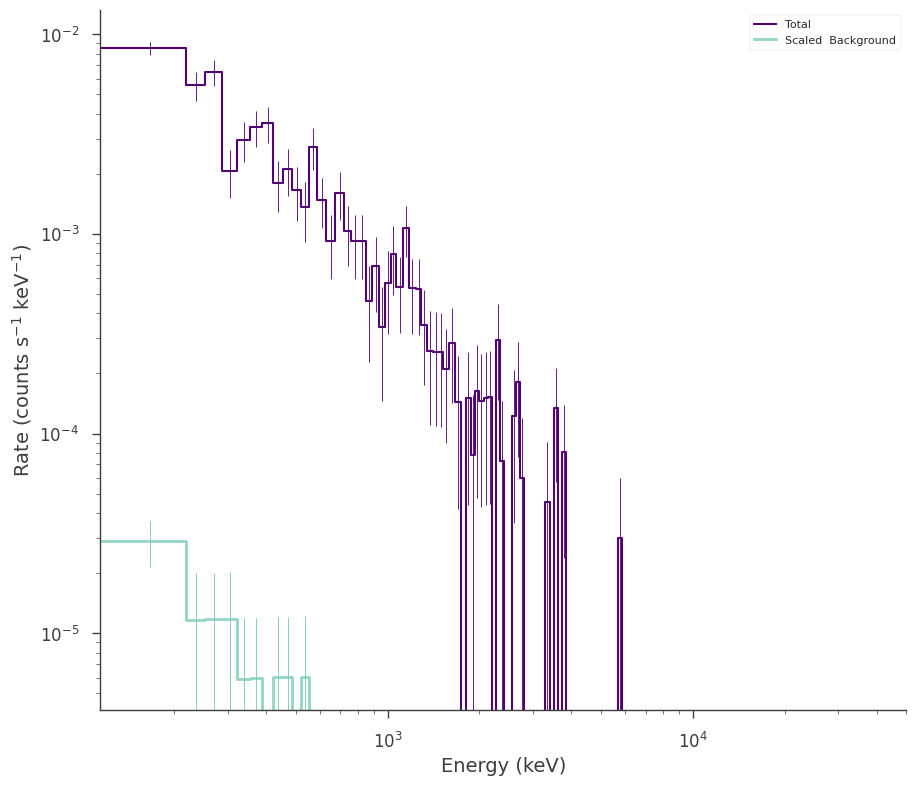 Total
Scaled  Background
10⁻²
10⁻³
10⁻⁴
10⁻⁵
Rate (counts s⁻¹ keV⁻¹)
10³
10⁴
Energy (keV)